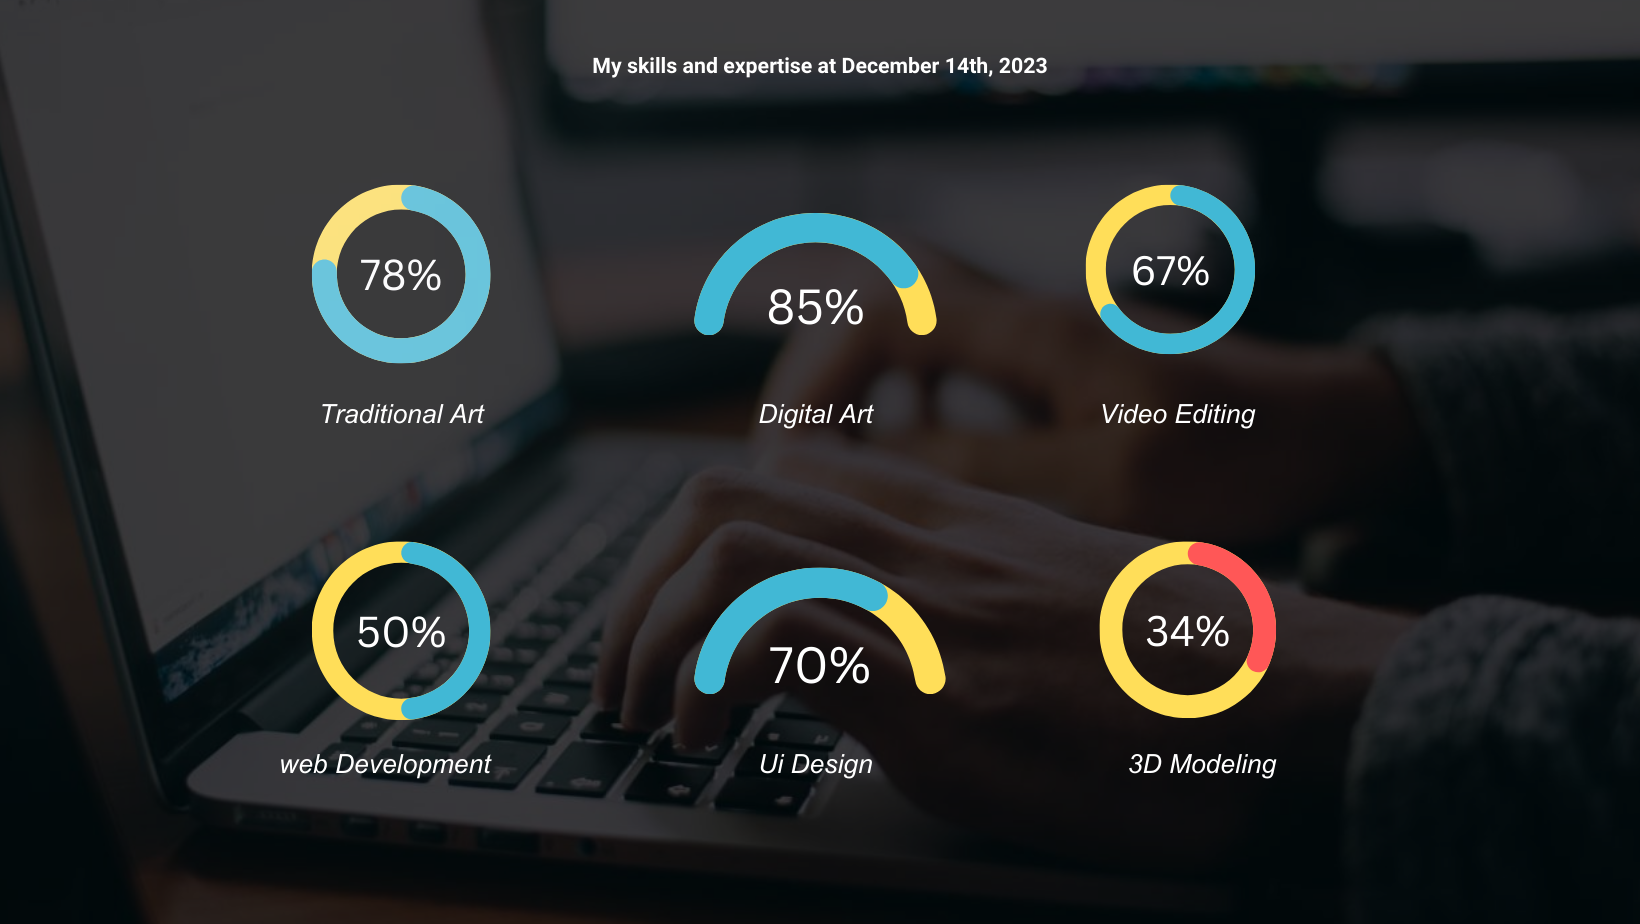 My skills and expertise at December 14th, 2023
78%
85%
67%
Traditional Art
Digital Art
Video Editing
50%
70%
34%
web Development
Ui Design
3D Modeling